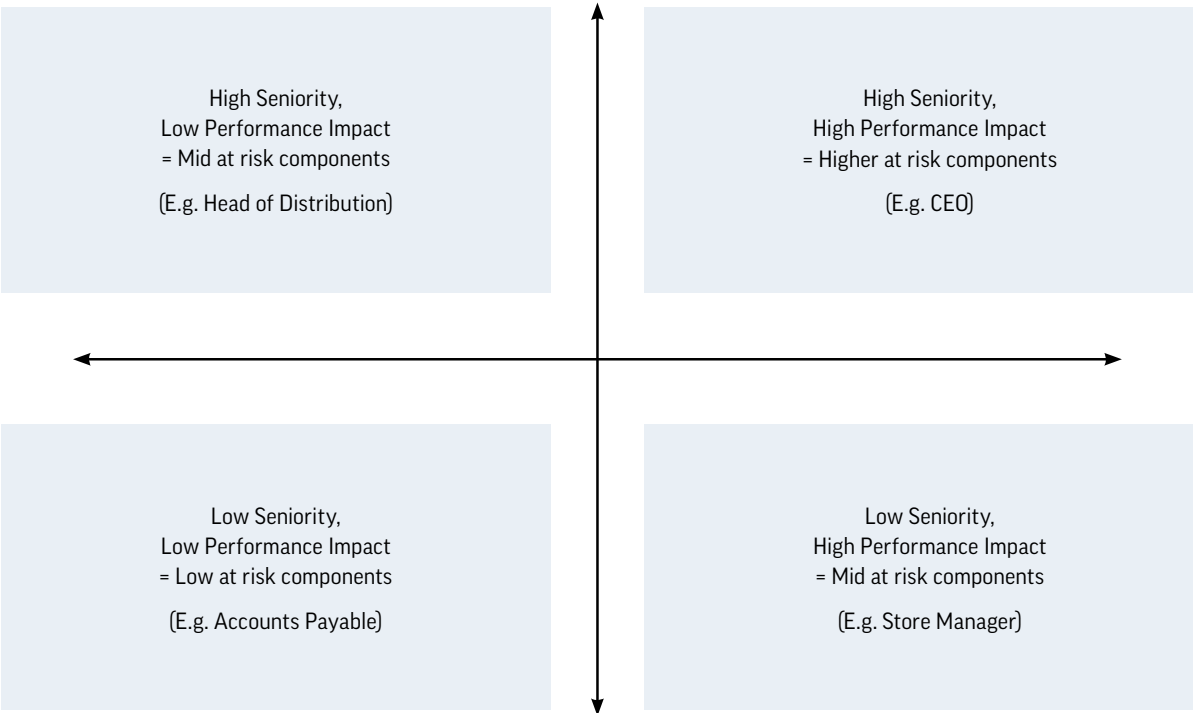 High Seniority,
Low Performance Impact
= Mid at risk components
(E.g. Head of Distribution)
High Seniority,
High Performance Impact
= Higher at risk components
(E.g. CEO)
Low Seniority,
Low Performance Impact
= Low at risk components
(E.g. Accounts Payable)
Low Seniority,
High Performance Impact
= Mid at risk components
(E.g. Store Manager)